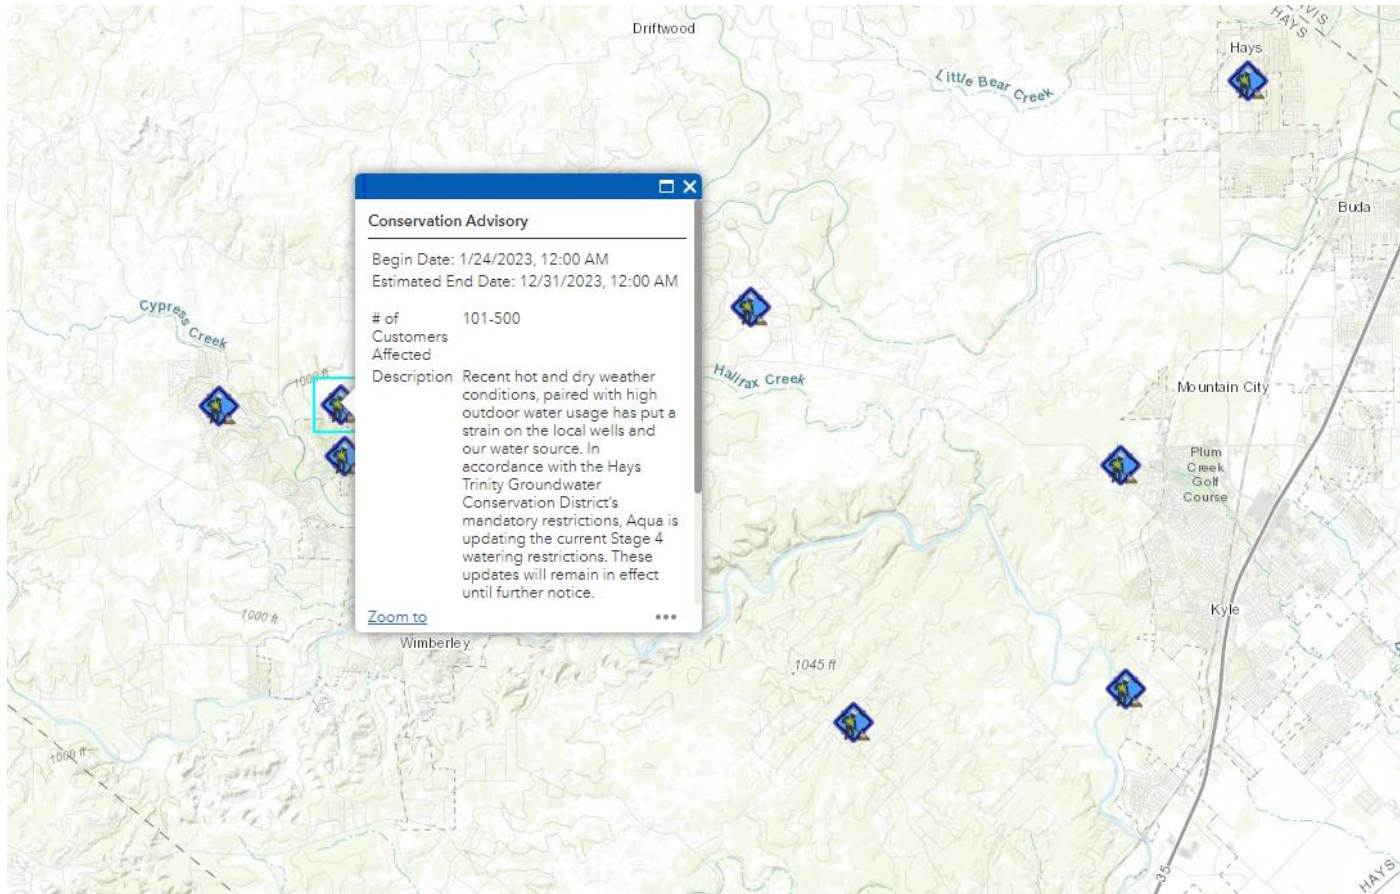 Driftwood
VIS
HAYS
Hays
Little Bear Creek
Buda
Conservation Advisory
Begin Date: 1/24/2023, 12:00 AM
Estimated End Date: 12/31/2023, 12:00 AM
# of
Customers
Affected
101-500
Description
Recent hot and dry weather
conditions, paired with high
outdoor water usage has put a
strain on the local wells and
our water source. In
accordance with the Hays
Trinity Groundwater
Conservation District's
mandatory restrictions, Aqua is
updating the current Stage 4
watering restrictions. These
updates will remain in effect
until further notice.
Zoom to
Cypress Creek
1000 ft
Halifax Creek
Mountain City
Plum
Creek
Golf
Course
1000 ft
Wimberley
Kyle
1045 ft
1000 ft
35
HAYS